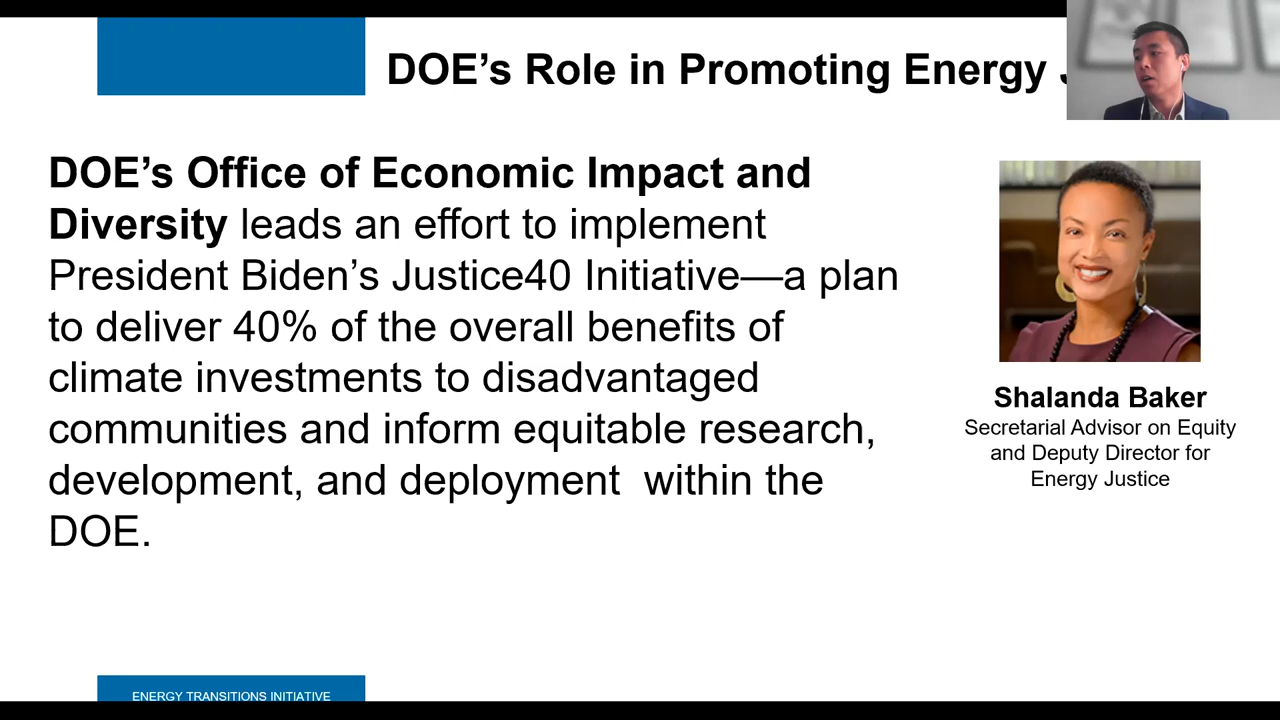 DOE’s Role in Promoting Energy
DOE’s Office of Economic Impact and
Diversity leads an effort to implement
President Biden’s Justice40 Initiative—a plan
to deliver 40% of the overall benefits of
climate investments to disadvantaged
communities and inform equitable research,
development, and deployment  within the
DOE.
Shalanda Baker
Secretarial Advisor on Equity
and Deputy Director for
Energy Justice
ENERGY TRANSITIONS INITIATIVE